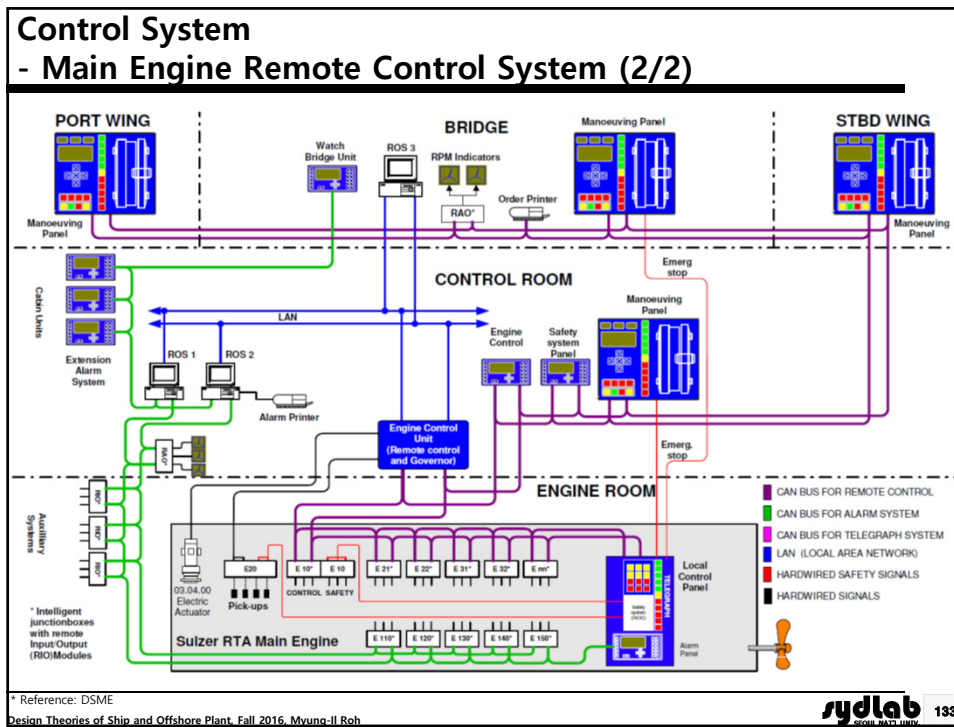 Control System
- Main Engine Remote Control System (2/2)
PORT WING
BRIDGE
STBD WING
Manoeuving Panel
Watch
Bridge Unit
ROS 3
RPM Indicators
RAO*
Order Printer
Manoeuving
Panel
Manoeuving
Panel
Emerg
stop
CONTROL ROOM
Cabin Units
LAN
Manoeuving
Panel
Engine
Control
Safety
system
Panel
Extension
Alarm
System
ROS 1
ROS 2
Alarm Printer
Engine Control
Unit
(Remote control
and Governor)
RAO*
Emerg.
stop
ENGINE ROOM
CAN BUS FOR REMOTE CONTROL
CAN BUS FOR ALARM SYSTEM
CAN BUS FOR TELEGRAPH SYSTEM
LAN (LOCAL AREA NETWORK)
HARDWIRED SAFETY SIGNALS
HARDWIRED SIGNALS
Auxilliary
Systems
RIO*
RIO*
RIO*
E20
E 10*
E 10
E 21*
E 22*
E 31*
E 32*
E nn*
CONTROL
SAFETY
03.04.00
Electric
Actuator
Pick-ups
Local
Control
Panel
TELEGRAPH
Safety
system
(RIOC)
Alarm
Panel
* Intelligent
junctionboxes
with remote
Input/Output
(RIO)Modules
Sulzer RTA Main Engine
E 110*
E 120*
E 130*
E 140*
E 150*
* Reference: DSME
Design Theories of Ship and Offshore Plant, Fall 2016, Myung-Il Roh
sydlab
SEOUL NAT'L UNIV.
133